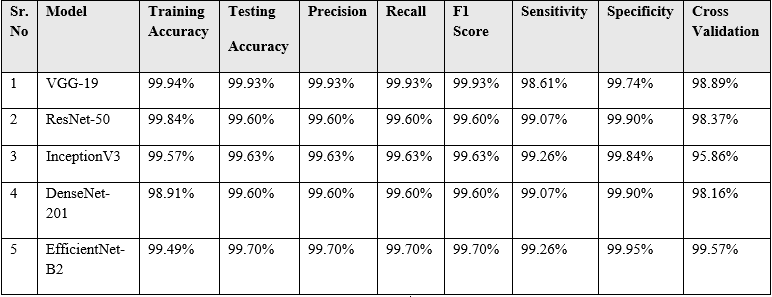 Sr. No Model Training Accuracy Testing Accuracy Precision Recall F1 Score Sensitivity Specificity Cross Validation
1 VGG-19 99.94% 99.93% 99.93% 99.93% 99.93% 98.61% 99.74% 98.89%
2 ResNet-50 99.84% 99.60% 99.60% 99.60% 99.60% 99.07% 99.90% 98.37%
3 InceptionV3 99.57% 99.63% 99.63% 99.63% 99.63% 99.26% 99.84% 95.86%
4 DenseNet-201 98.91% 99.60% 99.60% 99.60% 99.60% 99.07% 99.90% 98.16%
5 EfficientNet-B2 99.49% 99.70% 99.70% 99.70% 99.70% 99.26% 99.95% 99.57%